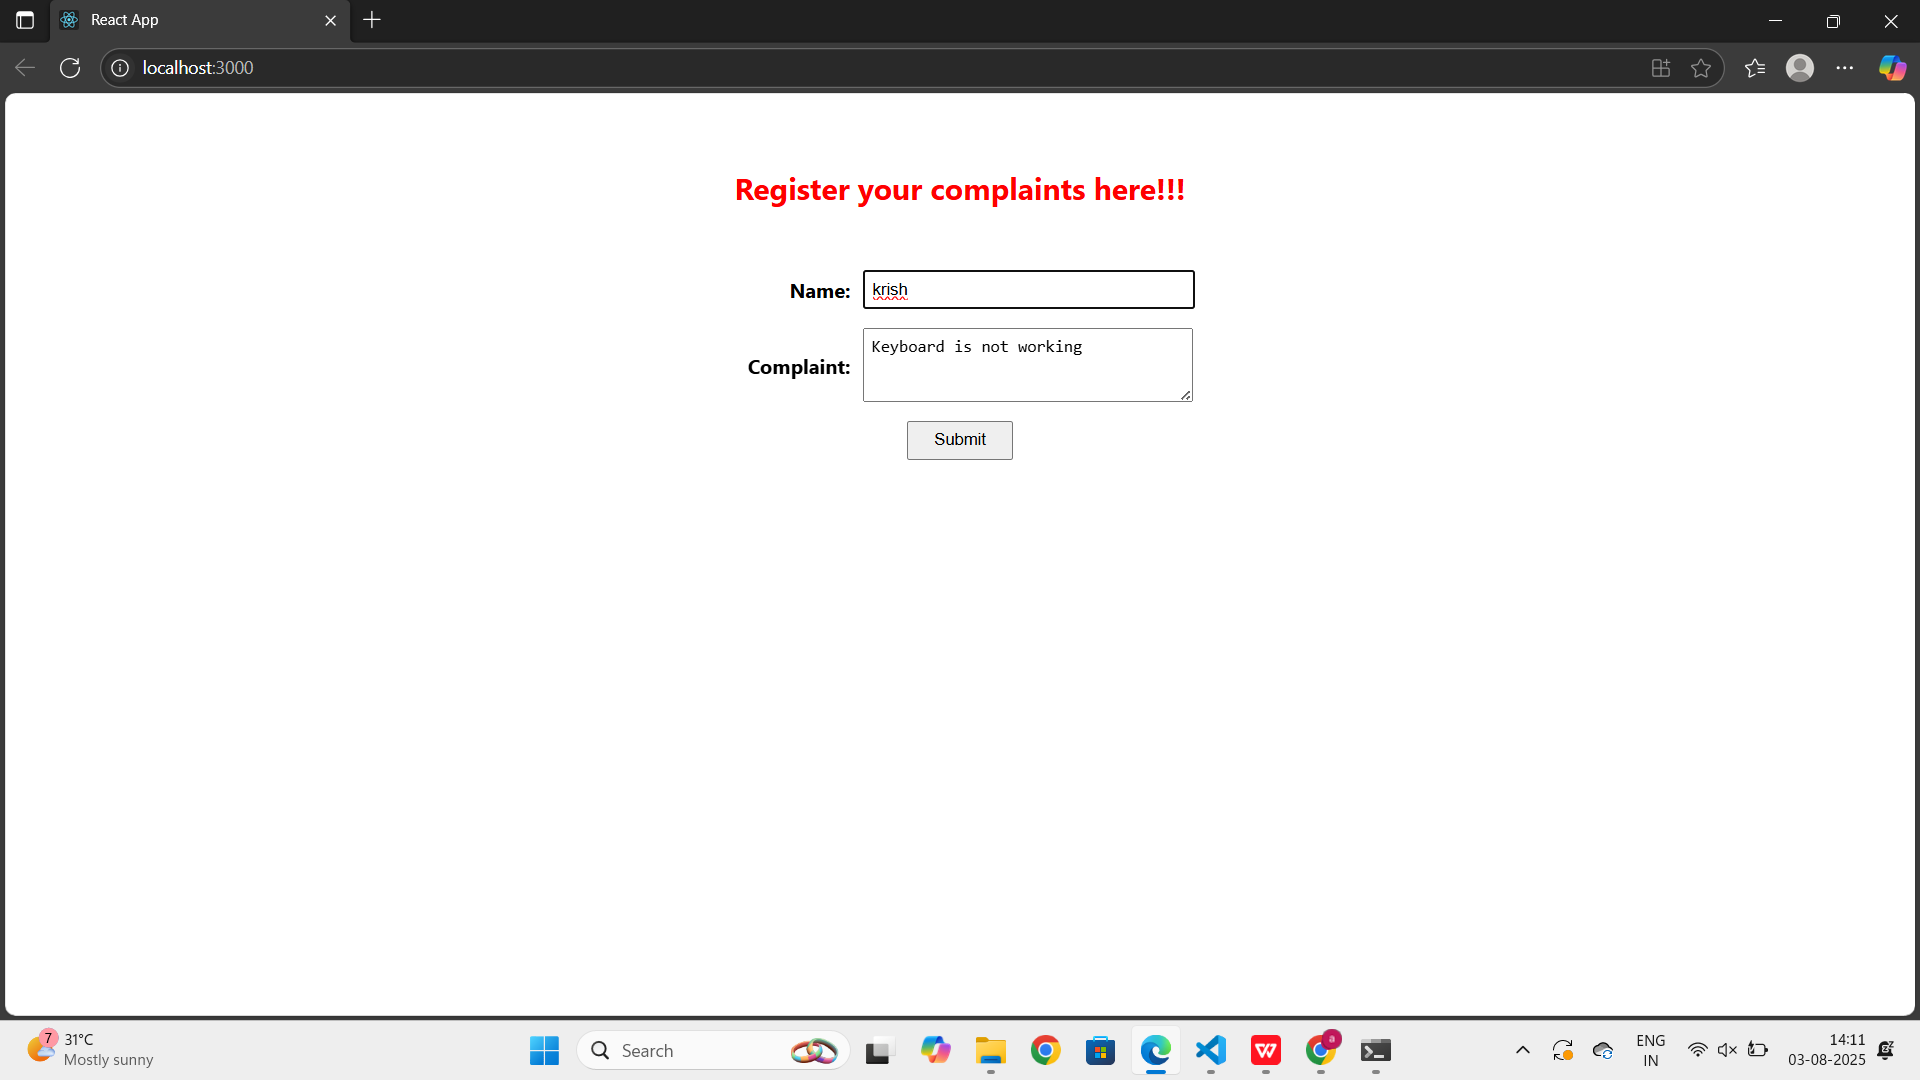 React App
localhost:3000
Register your complaints here!!!
Name: krish
Complaint: Keyboard is not working
Submit
7
31°C
Mostly sunny
Search
W
a
ENG
IN
14:11
03-08-2025